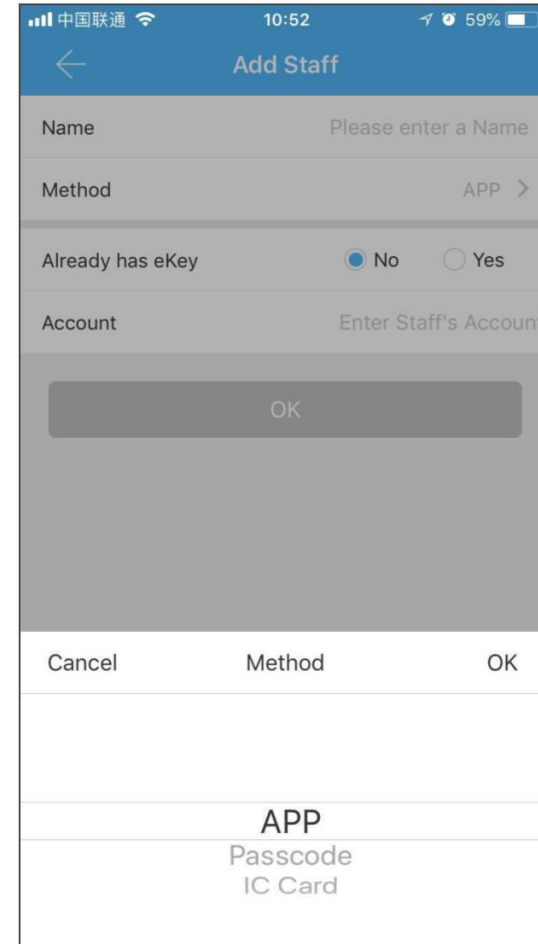 中国联通 10:52 59%
Add Staff
Name Please enter a Name
Method APP >
Already has eKey No Yes
Account Enter Staff's Accoun
OK
Cancel Method OK
APP
Passcode
IC Card